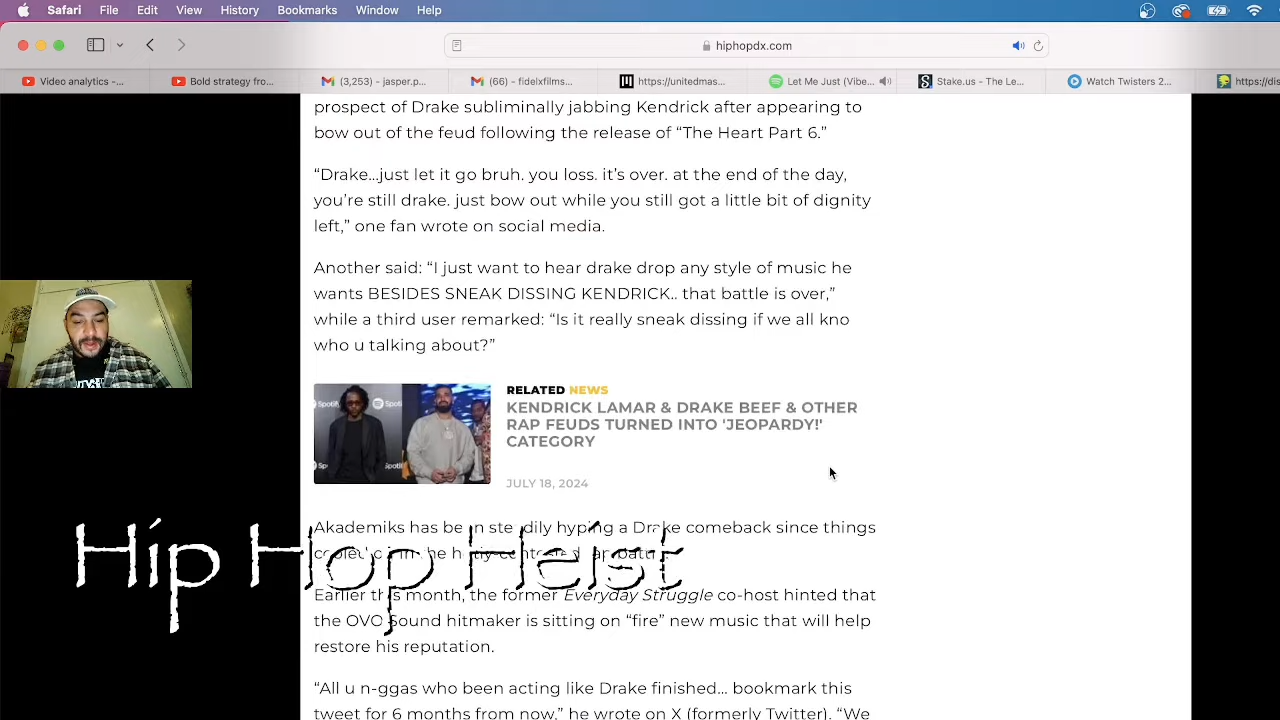 Safari File Edit View History Bookmarks Window Help
hiphopdx.com
Video analytics -... Bold strategy fro... (3,253) – jasper.p... (66) – fidelxfilms... https://unitedmas... Let Me Just (Vibe... Stake.us - The Le... Watch Twisters 2... https://dis
prospect of Drake subliminally jabbing Kendrick after appearing to
bow out of the feud following the release of “The Heart Part 6.”
“Drake…just let it go bruh. you loss. it’s over. at the end of the day,
you’re still drake. just bow out while you still got a little bit of dignity
left,” one fan wrote on social media.
Another said: “I just want to hear drake drop any style of music he
wants BESIDES SNEAK DISSING KENDRICK.. that battle is over,”
while a third user remarked: “Is it really sneak dissing if we all kno
who u talking about?”
RELATED NEWS
KENDRICK LAMAR & DRAKE BEEF & OTHER
RAP FEUDS TURNED INTO 'JEOPARDY!'
CATEGORY
JULY 18, 2024
Akademiks has been steadily hyping a Drake comeback since things
Hip Hop Heist
Earlier this month, the former Everyday Struggle co-host hinted that
the OVO Sound hitmaker is sitting on “fire” new music that will help
restore his reputation.
“All u n-ggas who been acting like Drake finished… bookmark this
tweet for 6 months from now,” he wrote on X (formerly Twitter). “We